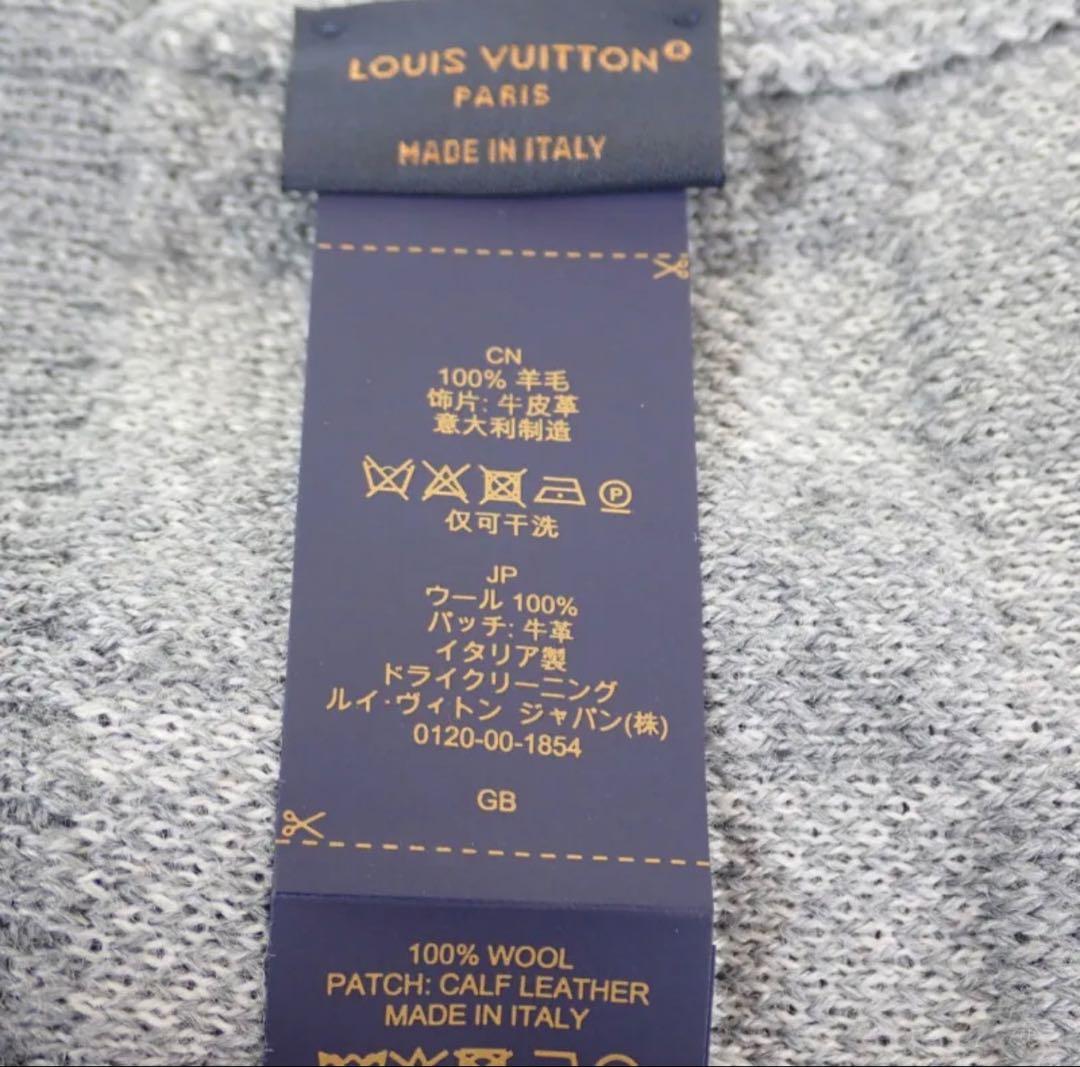 LOUIS VUITTON®
PARIS
MADE IN ITALY
CN
100% 羊毛
饰片: 牛皮革
意大利制造
P
仅可干洗
JP
ウール 100%
パッチ: 牛革
イタリア製
ドライクリーニング
ルイ・ヴィトン ジャパン(株)
0120-00-1854
GB
100% WOOL
PATCH: CALF LEATHER
MADE IN ITALY